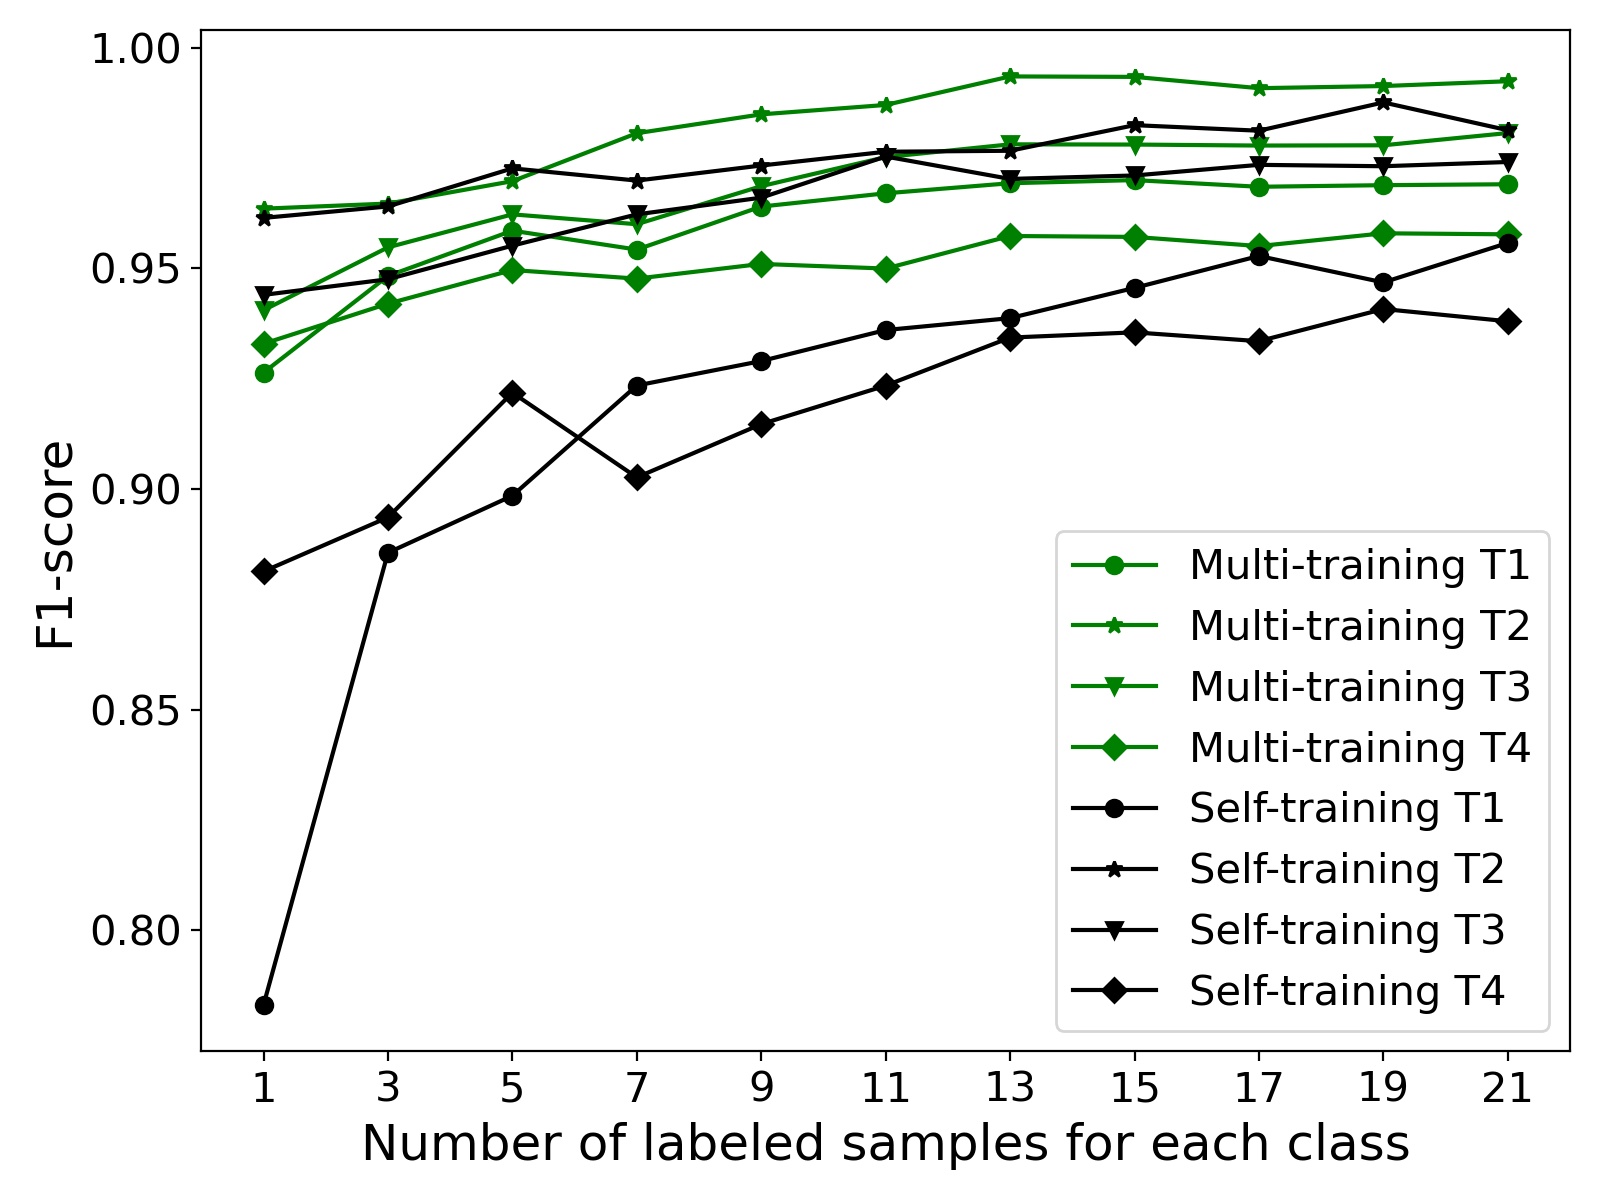 1.00
0.95
0.90
0.85
0.80
F1-score
1 3 5 7 9 11 13 15 17 19 21
Number of labeled samples for each class
Multi-training T1
Multi-training T2
Multi-training T3
Multi-training T4
Self-training T1
Self-training T2
Self-training T3
Self-training T4